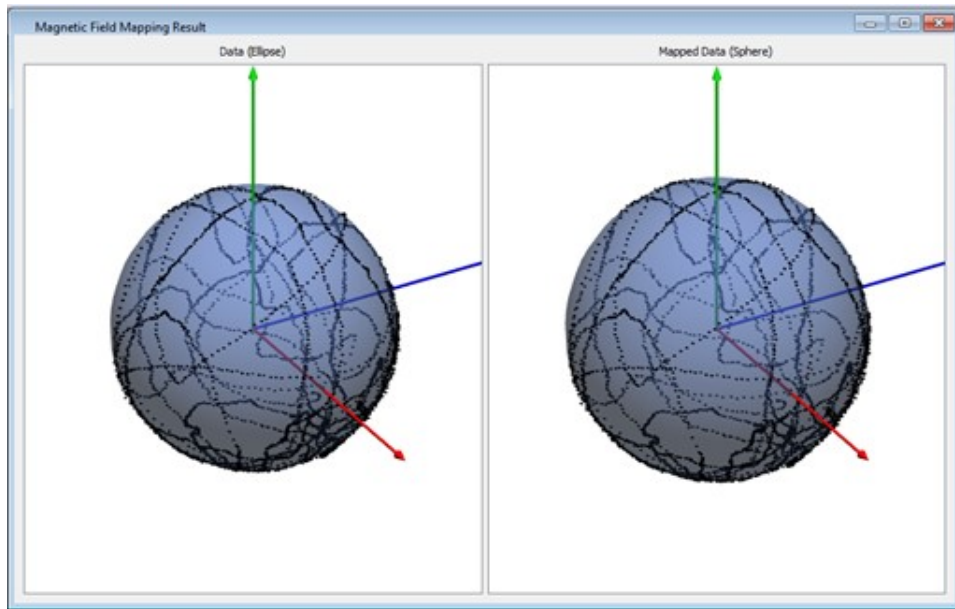 Magnetic Field Mapping Result
Data (Ellipse)
Mapped Data (Sphere)